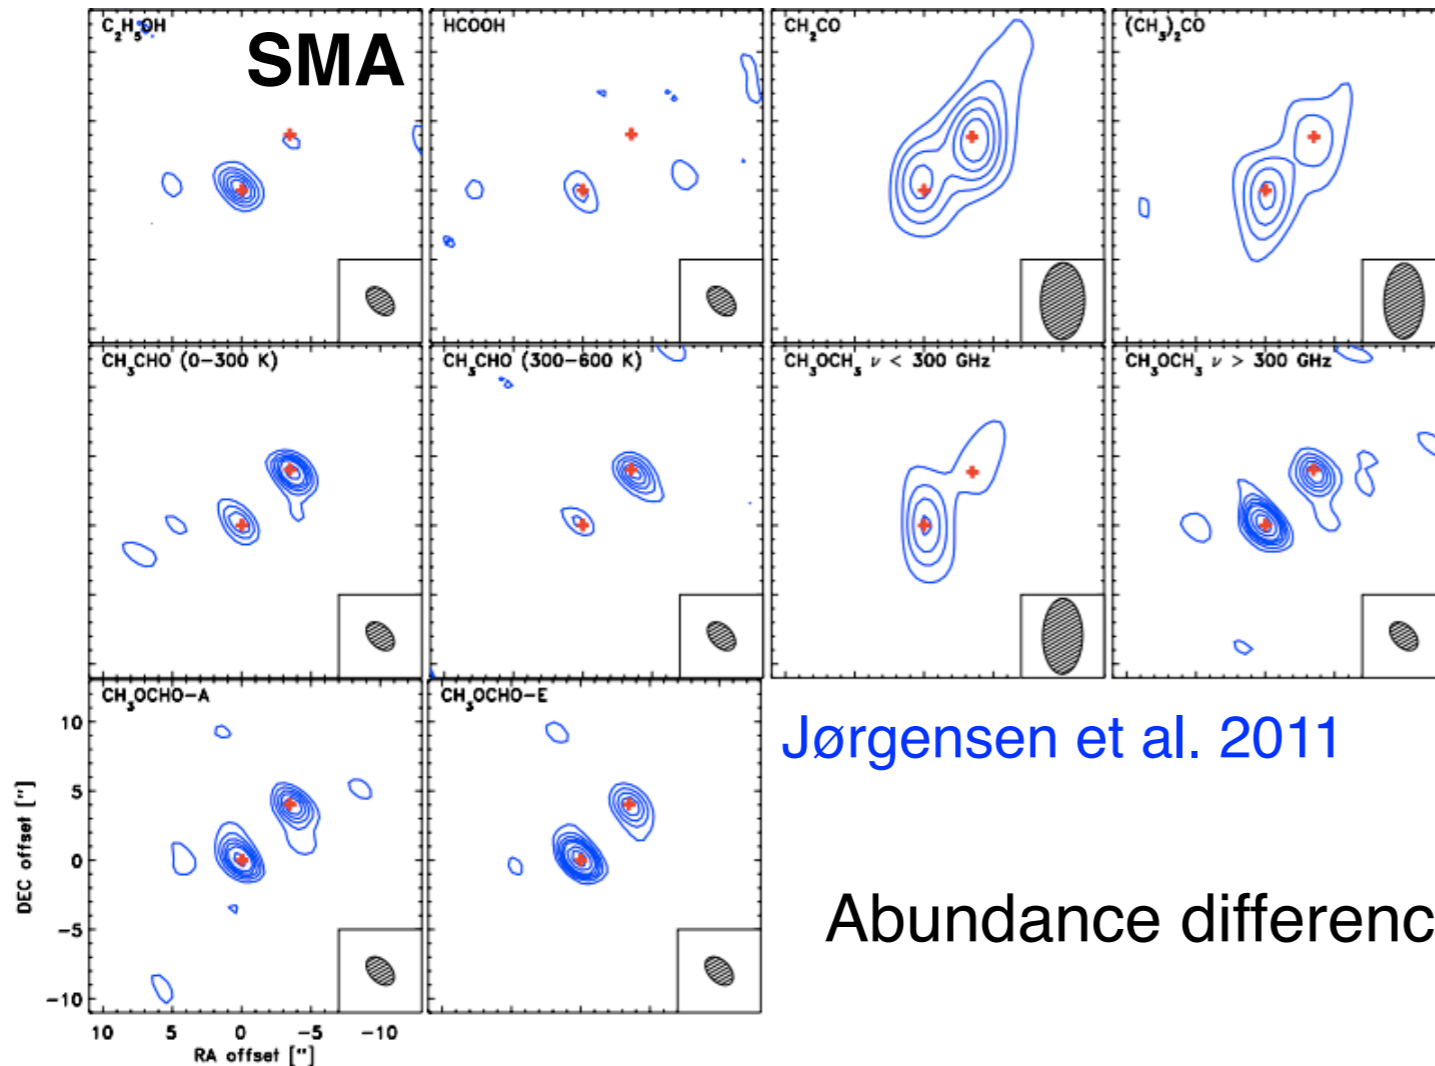 C₂H₅OH
SMA
HCOOH
CH₂CO
(CH₃)₂CO
CH₃CHO (0-300 K)
CH₃CHO (300-600 K)
CH₃OCH₃ ν < 300 GHz
CH₃OCH₃ ν > 300 GHz
CH₃OCHO-A
CH₃OCHO-E
Jørgensen et al. 2011
Abundance differenc
10
5
0
-5
-10
DEC offset ["]
10 5 0 -5 -10
RA offset ["]